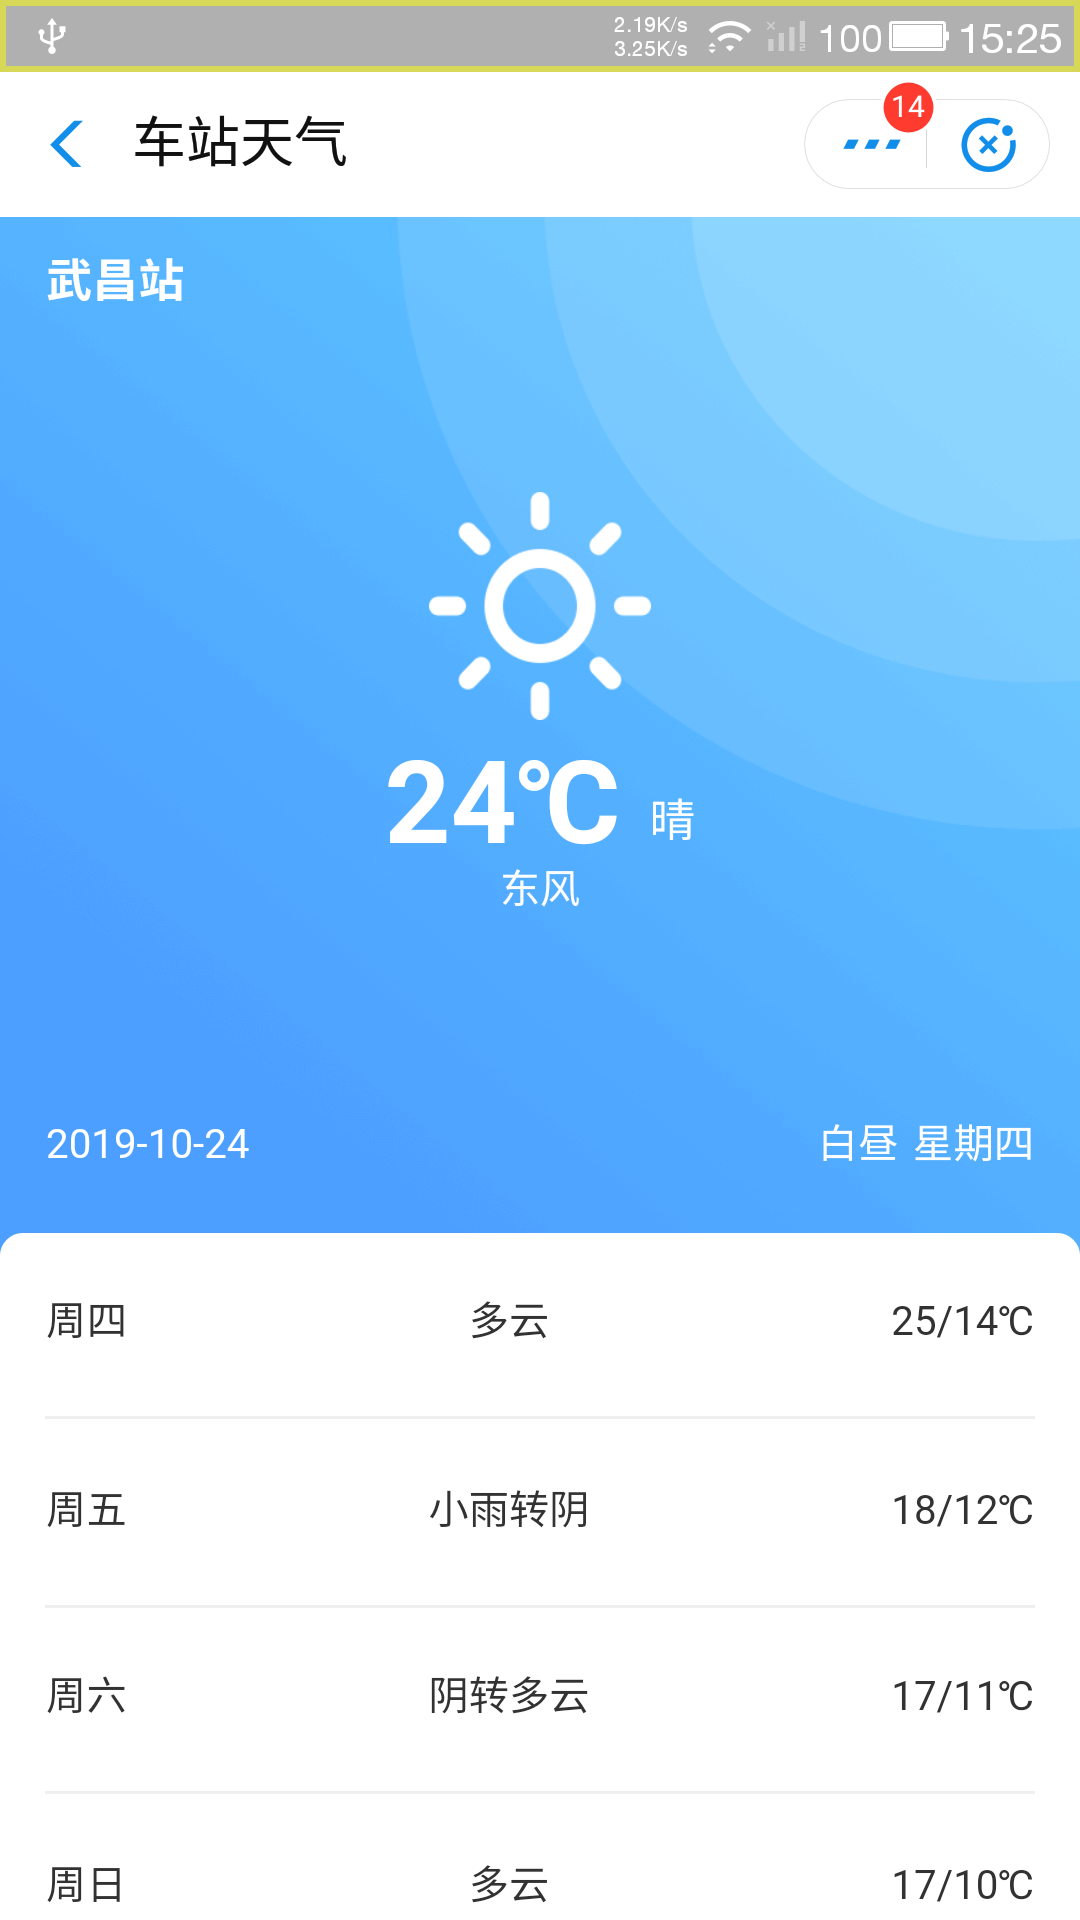 2.19K/s
3.25K/s
100
15:25
车站天气
14
武昌站
24℃ 晴
东风
2019-10-24
白昼 星期四
周四 多云 25/14℃
周五 小雨转阴 18/12℃
周六 阴转多云 17/11℃
周日 多云 17/10℃